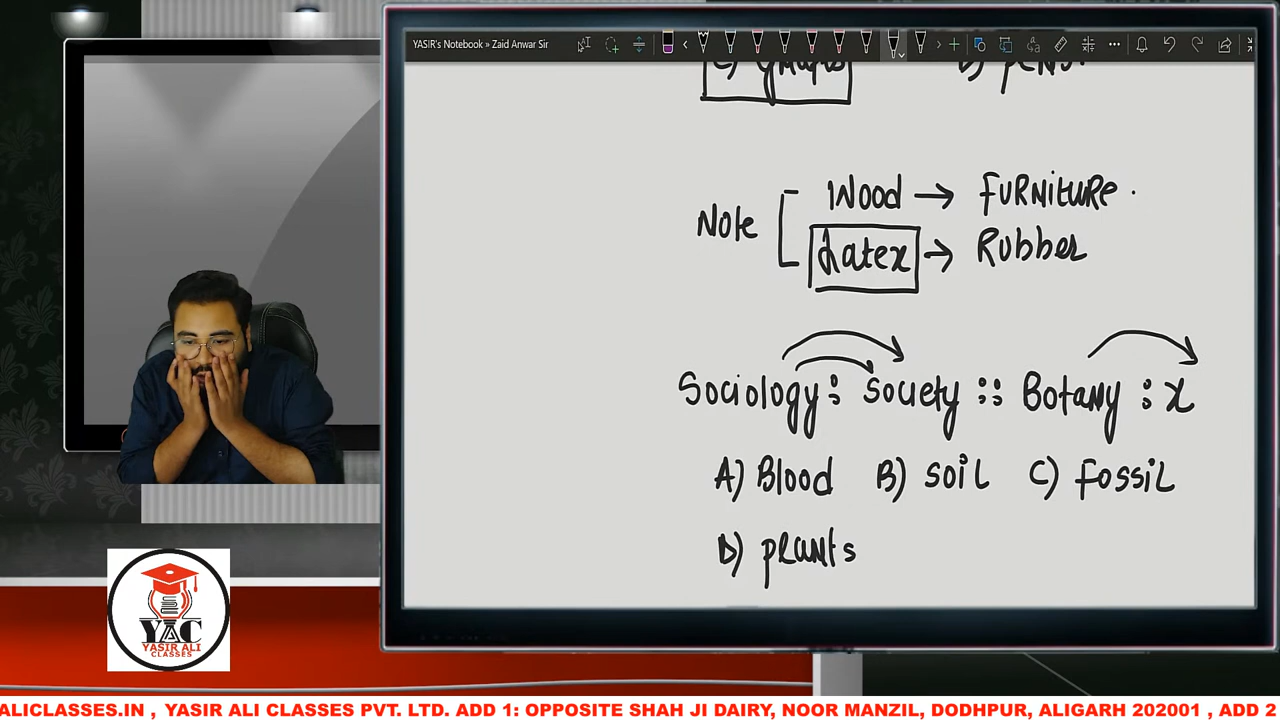 YASIR's Notebook » Zaid Anwar Sir
Wood → FURNiTURE
Note
Latex → Rubber
Sociology : Society :: Botany : x
A) Blood B) Soil C) Fossil
D) plants
YAC
YASIR ALI
CLASSES
ALICLASSES.IN , YASIR ALI CLASSES PVT. LTD. ADD 1: OPPOSITE SHAH JI DAIRY, NOOR MANZIL, DODHPUR, ALIGARH 202001 , ADD 2